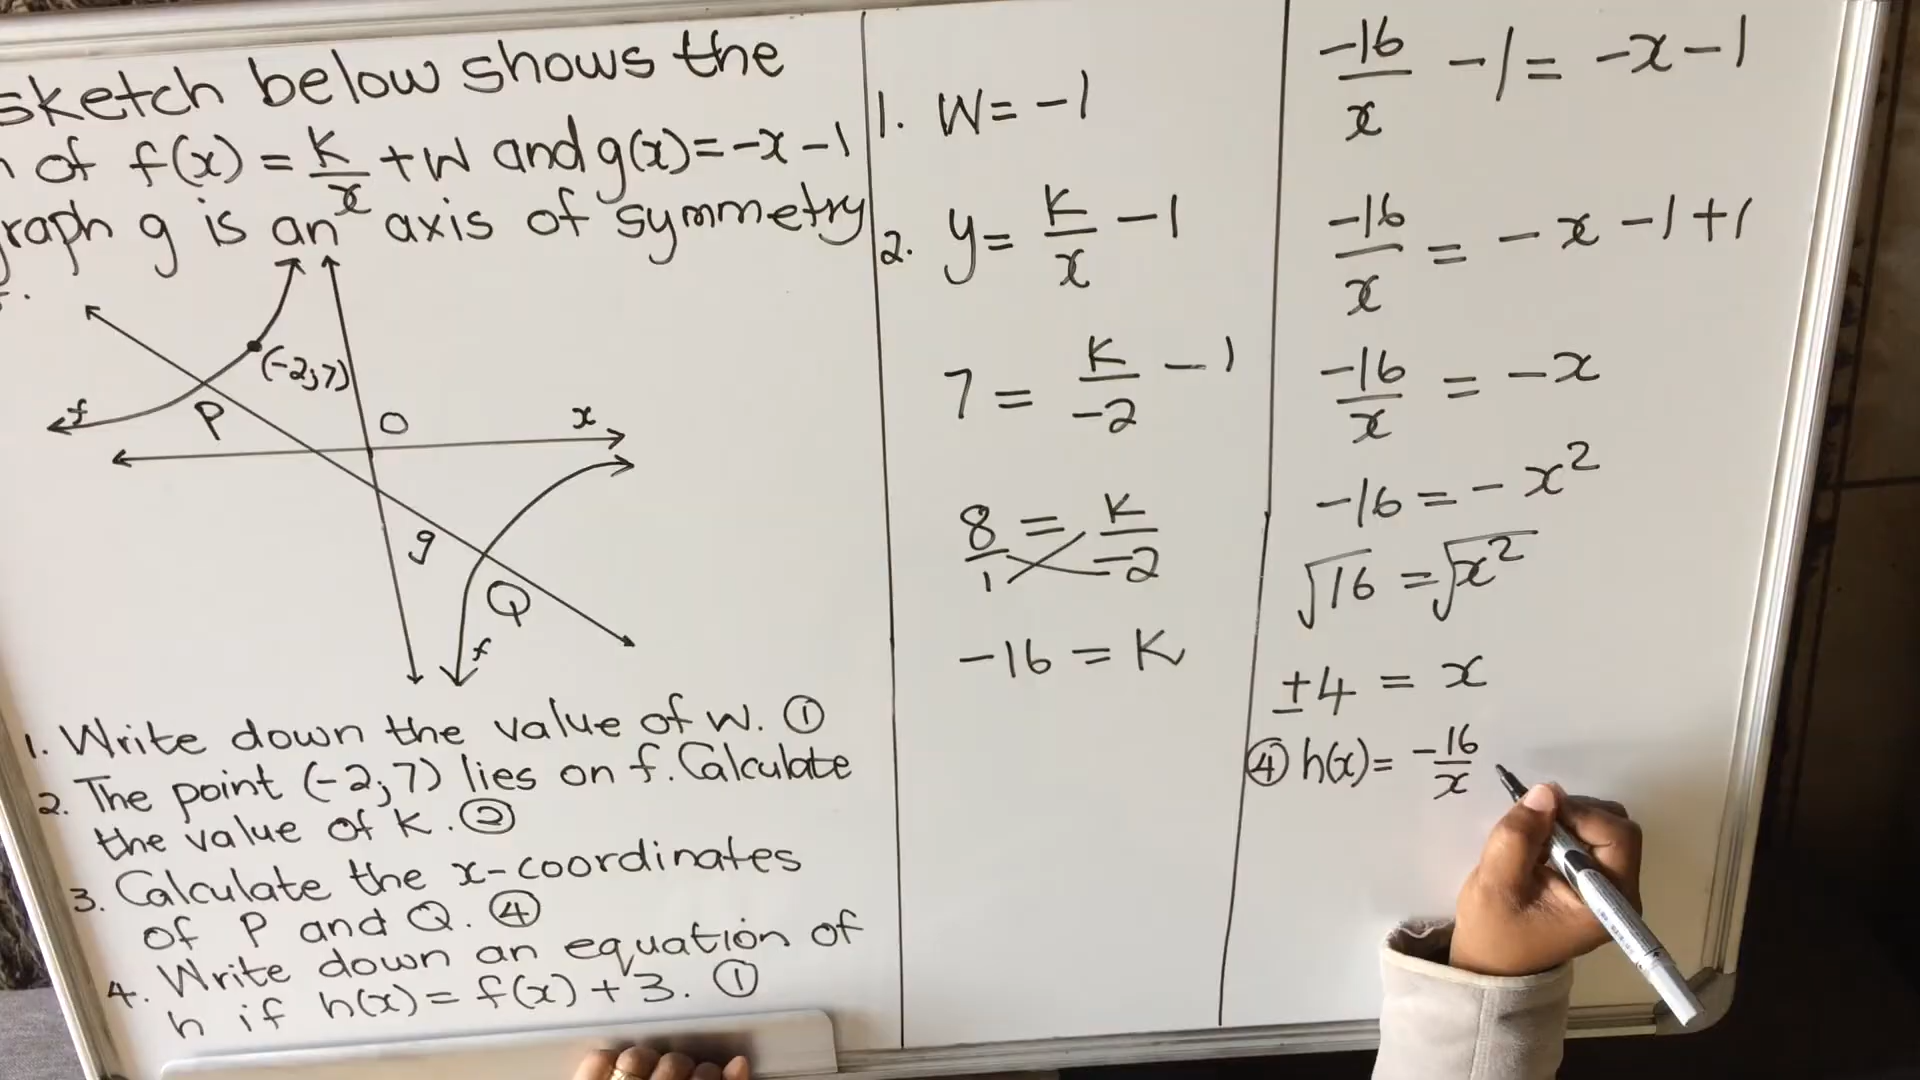 sketch below shows the
of f(x) = K/x + W and g(x) = -x - 1
graph g is an axis of symmetry
(-2;7)
f
P
O
x
g
Q
f
1. Write down the value of W. ①
2. The point (-2;7) lies on f. Calculate
the value of K. ②
3. Calculate the x-coordinates
of P and Q. ④
4. Write down an equation of
h if h(x) = f(x) + 3. ①
1. W = -1
2. y = K/x - 1
7 = K/-2 - 1
8/1 = K/-2
-16 = K
-16/x - 1 = -x - 1
-16/x = -x - 1 + 1
-16/x = -x
-16 = -x²
√16 = √x²
±4 = x
④ h(x) = -16/x